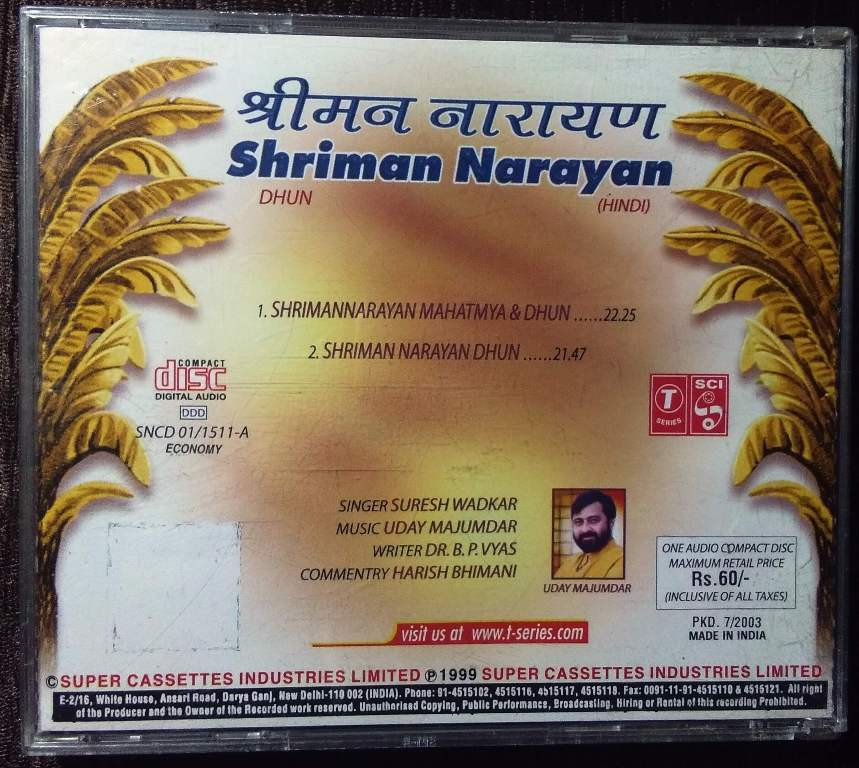 श्रीमन नारायण
Shriman Narayan
DHUN
(HINDI)
1. SHRIMANNARAYAN MAHATMYA & DHUN ......22.25
2. SHRIMAN NARAYAN DHUN ......21.47
COMPACT
disc
DIGITAL AUDIO
DDD
SNCD 01/1511-A
ECONOMY
T
SERIES
SCI
SINGER SURESH WADKAR
MUSIC UDAY MAJUMDAR
WRITER DR. B. P. VYAS
COMMENTRY HARISH BHIMANI
UDAY MAJUMDAR
ONE AUDIO COMPACT DISC
MAXIMUM RETAIL PRICE
Rs.60/-
(INCLUSIVE OF ALL TAXES)
PKD. 7/2003
MADE IN INDIA
visit us at www.t-series.com
© SUPER CASSETTES INDUSTRIES LIMITED ℗ 1999 SUPER CASSETTES INDUSTRIES LIMITED
E-2/16, White House, Ansari Road, Darya Ganj, New Delhi-110 002 (INDIA). Phone: 91-4515102, 4515116, 4515117, 4515118. Fax: 0091-11-91-4515110 & 4515121. All right
of the Producer and the Owner of the Recorded work reserved. Unauthorised Copying, Public Performance, Broadcasting, Hiring or Rental of this recording Prohibited.